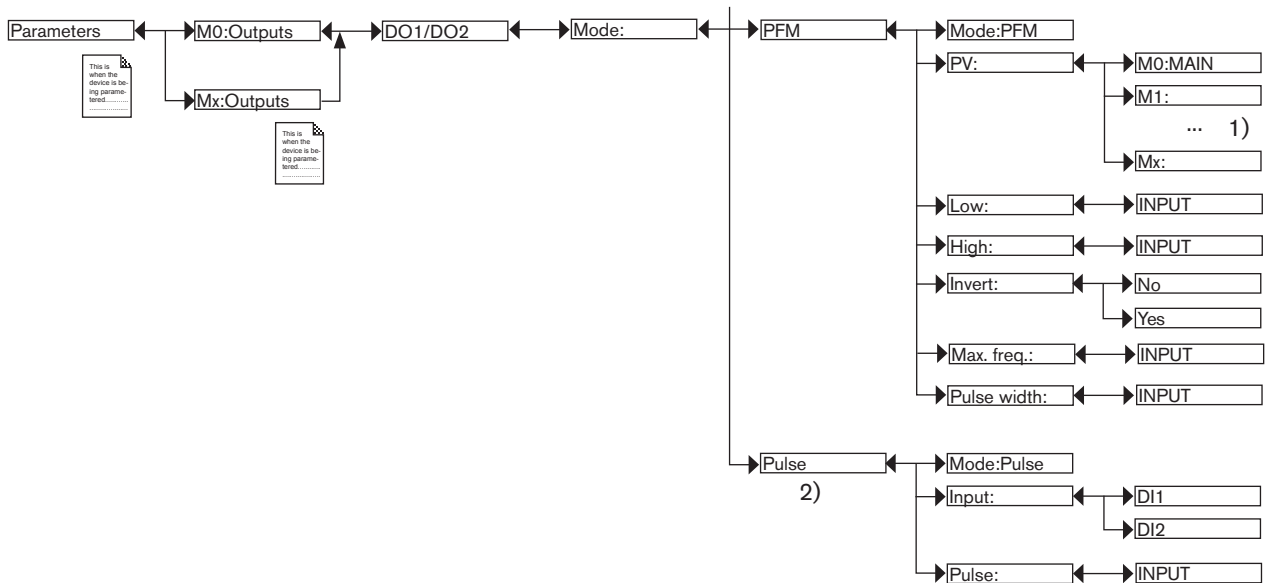 Parameters
M0:Outputs
DO1/DO2
Mode:
PFM
Mode:PFM
This is
when the
device is be-
ing parame-
tered............
.....................
Mx:Outputs
This is
when the
device is be-
ing parame-
tered............
.....................
PV:
M0:MAIN
M1:
... 1)
Mx:
Low:
INPUT
High:
INPUT
Invert:
No
Yes
Max. freq.:
INPUT
Pulse width:
INPUT
Pulse
2)
Mode:Pulse
Input:
DI1
DI2
Pulse:
INPUT